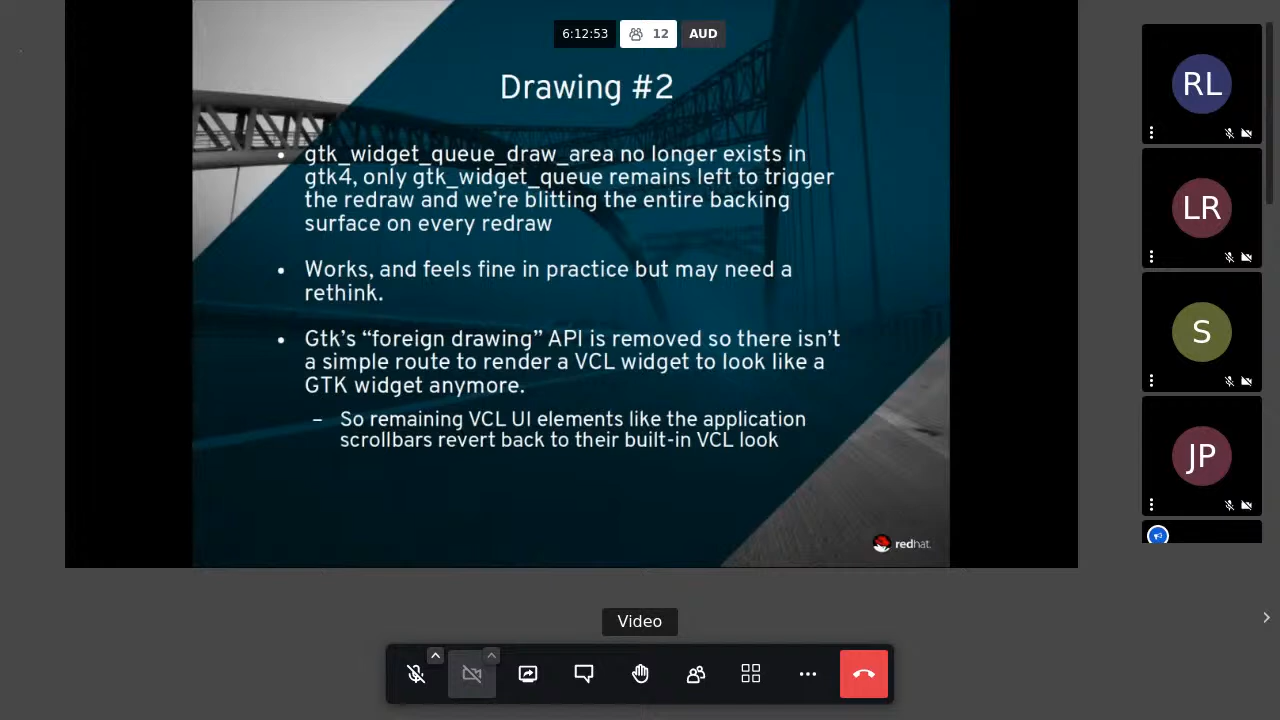 6:12:53
12
AUD
Drawing #2
• gtk_widget_queue_draw_area no longer exists in
gtk4, only gtk_widget_queue remains left to trigger
the redraw and we’re blitting the entire backing
surface on every redraw
• Works, and feels fine in practice but may need a
rethink.
• Gtk’s “foreign drawing” API is removed so there isn’t
a simple route to render a VCL widget to look like a
GTK widget anymore.
– So remaining VCL UI elements like the application
scrollbars revert back to their built-in VCL look
redhat.
RL
LR
S
JP
Video